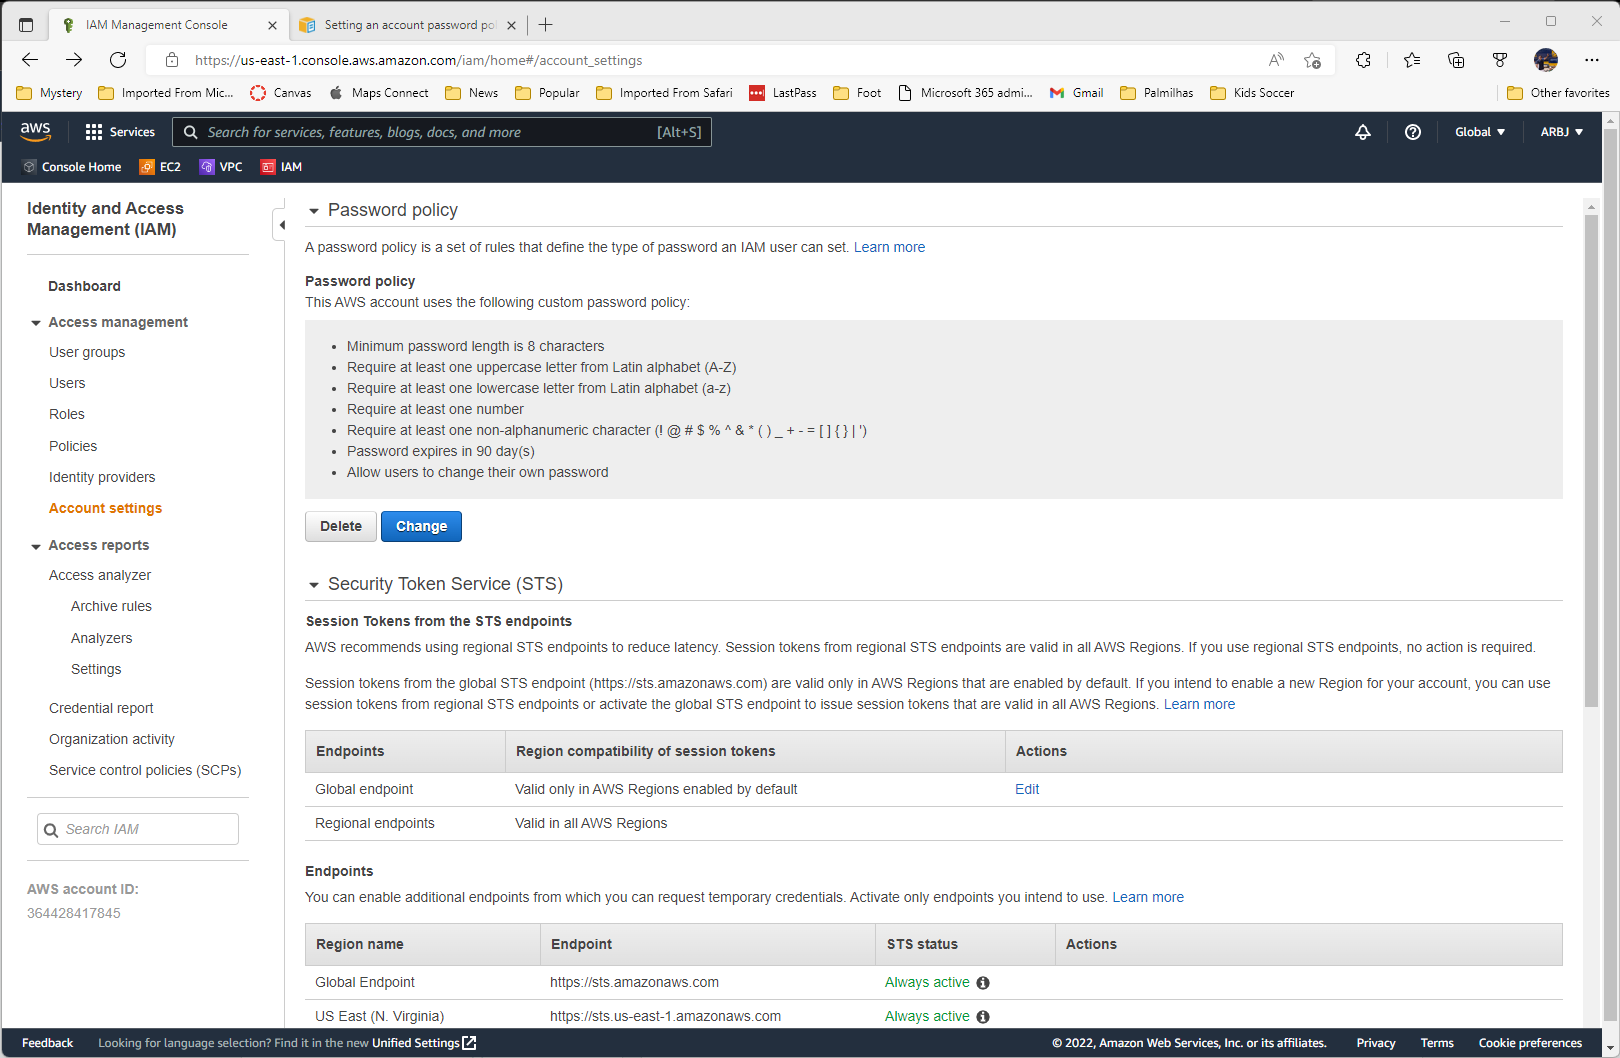 IAM Management Console
Setting an account password pol
https://us-east-1.console.aws.amazon.com/iam/home#/account_settings
Mystery
Imported From Mic...
Canvas
Maps Connect
News
Popular
Imported From Safari
LastPass
Foot
Microsoft 365 admi...
Gmail
Palmilhas
Kids Soccer
Other favorites
aws
Services
Search for services, features, blogs, docs, and more
[Alt+S]
Global
ARBJ
Console Home
EC2
VPC
IAM
Identity and Access
Management (IAM)
Dashboard
Access management
User groups
Users
Roles
Policies
Identity providers
Account settings
Access reports
Access analyzer
Archive rules
Analyzers
Settings
Credential report
Organization activity
Service control policies (SCPs)
Search IAM
AWS account ID:
364428417845
Password policy
A password policy is a set of rules that define the type of password an IAM user can set. Learn more
Password policy
This AWS account uses the following custom password policy:
• Minimum password length is 8 characters
• Require at least one uppercase letter from Latin alphabet (A-Z)
• Require at least one lowercase letter from Latin alphabet (a-z)
• Require at least one number
• Require at least one non-alphanumeric character (! @ # $ % ^ & * ( ) _ + - = [ ] { } | ')
• Password expires in 90 day(s)
• Allow users to change their own password
Delete
Change
Security Token Service (STS)
Session Tokens from the STS endpoints
AWS recommends using regional STS endpoints to reduce latency. Session tokens from regional STS endpoints are valid in all AWS Regions. If you use regional STS endpoints, no action is required.
Session tokens from the global STS endpoint (https://sts.amazonaws.com) are valid only in AWS Regions that are enabled by default. If you intend to enable a new Region for your account, you can use
session tokens from regional STS endpoints or activate the global STS endpoint to issue session tokens that are valid in all AWS Regions. Learn more
Endpoints
Region compatibility of session tokens
Actions
Global endpoint
Valid only in AWS Regions enabled by default
Edit
Regional endpoints
Valid in all AWS Regions
Endpoints
You can enable additional endpoints from which you can request temporary credentials. Activate only endpoints you intend to use. Learn more
Region name
Endpoint
STS status
Actions
Global Endpoint
https://sts.amazonaws.com
Always active
US East (N. Virginia)
https://sts.us-east-1.amazonaws.com
Always active
Feedback
Looking for language selection? Find it in the new Unified Settings
© 2022, Amazon Web Services, Inc. or its affiliates.
Privacy
Terms
Cookie preferences